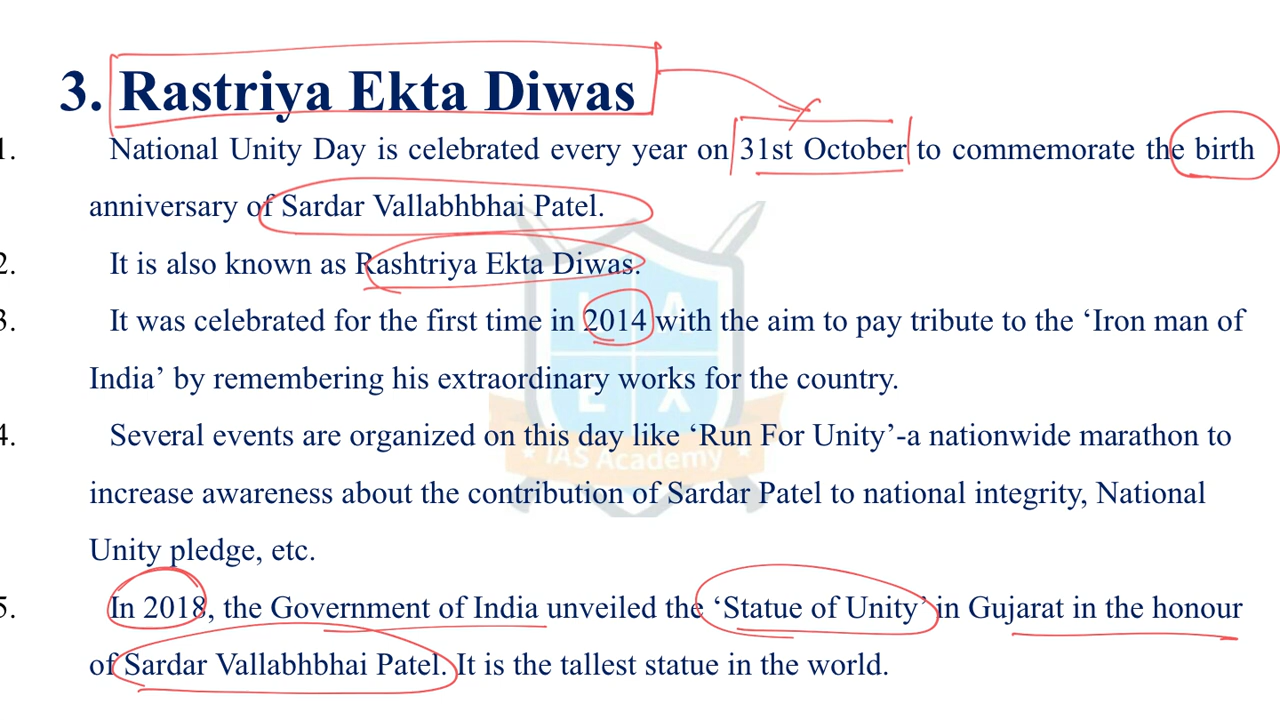 3. Rastriya Ekta Diwas
1. National Unity Day is celebrated every year on 31st October to commemorate the birth
anniversary of Sardar Vallabhbhai Patel.
2. It is also known as Rashtriya Ekta Diwas.
3. It was celebrated for the first time in 2014 with the aim to pay tribute to the ‘Iron man of
India’ by remembering his extraordinary works for the country.
4. Several events are organized on this day like ‘Run For Unity’-a nationwide marathon to
increase awareness about the contribution of Sardar Patel to national integrity, National
Unity pledge, etc.
5. In 2018, the Government of India unveiled the ‘Statue of Unity’ in Gujarat in the honour
of Sardar Vallabhbhai Patel. It is the tallest statue in the world.
L A
E X
IAS Academy